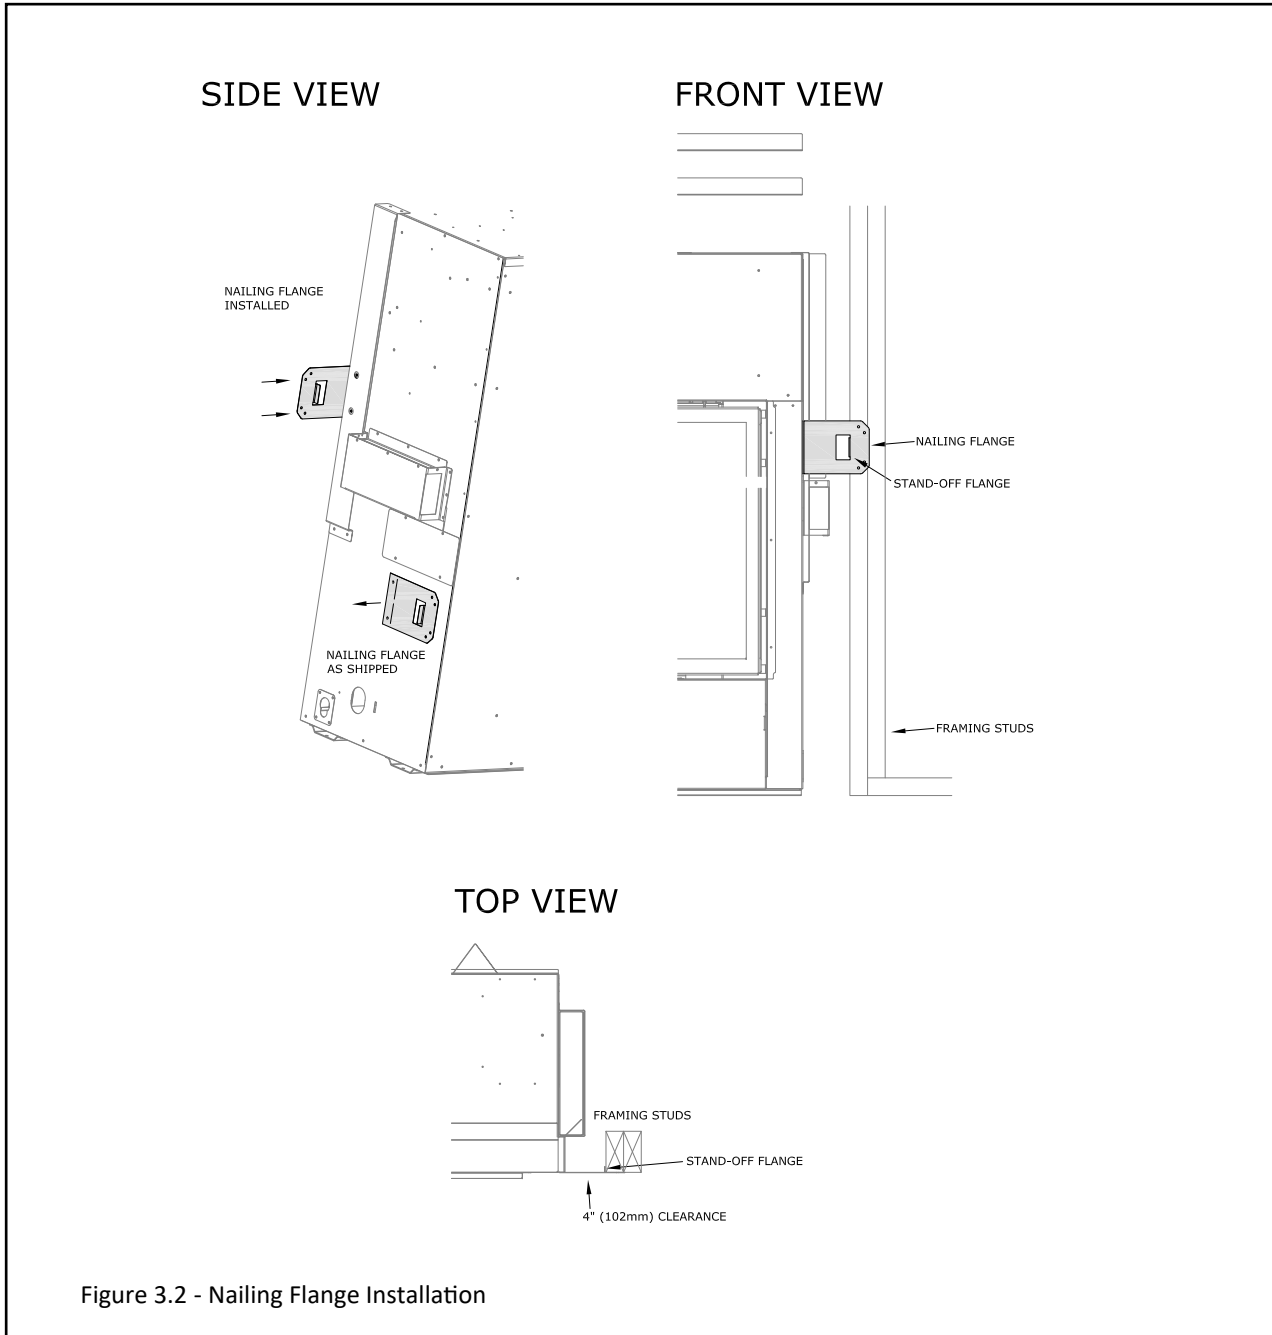 SIDE VIEW
FRONT VIEW
NAILING FLANGE
INSTALLED
NAILING FLANGE
STAND-OFF FLANGE
NAILING FLANGE
AS SHIPPED
FRAMING STUDS
TOP VIEW
FRAMING STUDS
STAND-OFF FLANGE
4" (102mm) CLEARANCE
Figure 3.2 - Nailing Flange Installation